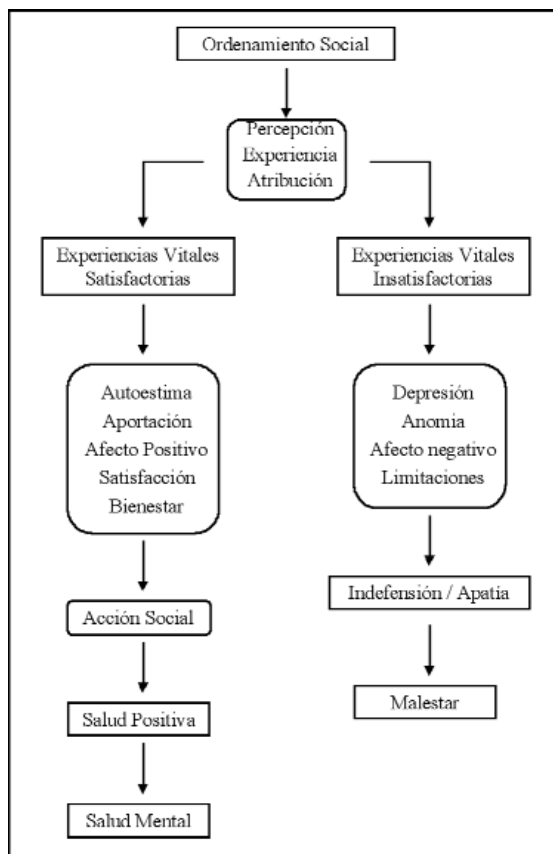 Ordenamiento Social
Percepción
Experiencia
Atribución
Experiencias Vitales
Satisfactorias
Experiencias Vitales
Insatisfactorias
Autoestima
Aportación
Afecto Positivo
Satisfacción
Bienestar
Depresión
Anomia
Afecto negativo
Limitaciones
Acción Social
Indefensión / Apatía
Salud Positiva
Malestar
Salud Mental